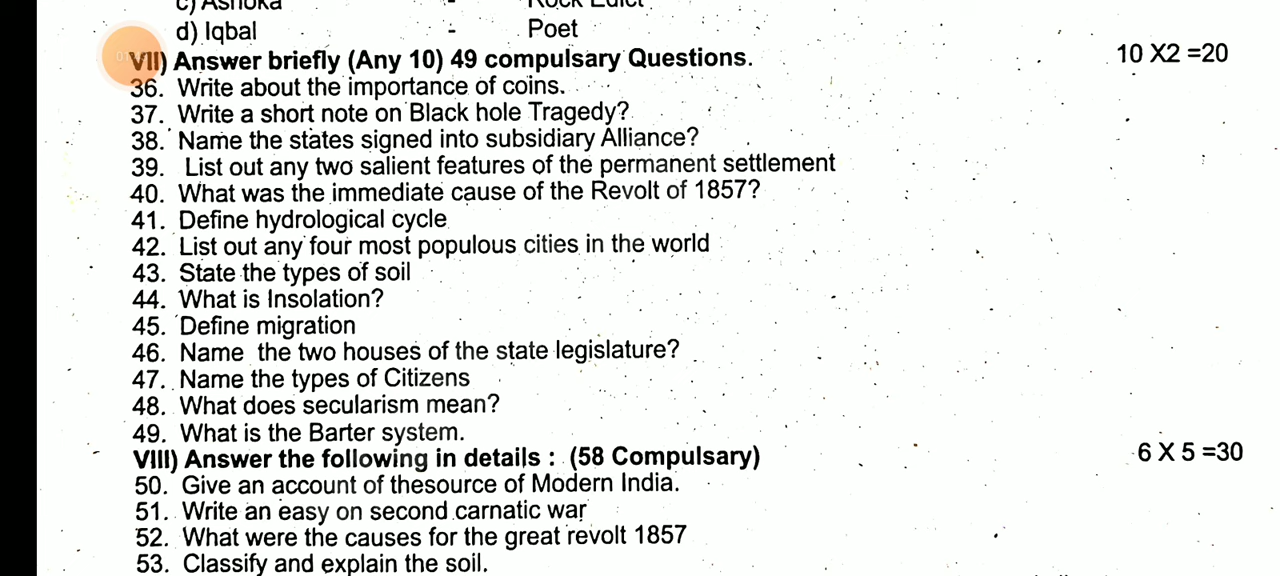 c) Ashoka - Rock Edict
d) Iqbal - Poet
VII) Answer briefly (Any 10) 49 compulsary Questions. 10 X2 =20
36. Write about the importance of coins.
37. Write a short note on Black hole Tragedy?
38. Name the states signed into subsidiary Alliance?
39. List out any two salient features of the permanent settlement
40. What was the immediate cause of the Revolt of 1857?
41. Define hydrological cycle
42. List out any four most populous cities in the world
43. State the types of soil
44. What is Insolation?
45. Define migration
46. Name the two houses of the state legislature?
47. Name the types of Citizens
48. What does secularism mean?
49. What is the Barter system.
VIII) Answer the following in details : (58 Compulsary) 6 X 5 =30
50. Give an account of thesource of Modern India.
51. Write an easy on second carnatic war
52. What were the causes for the great revolt 1857
53. Classify and explain the soil.